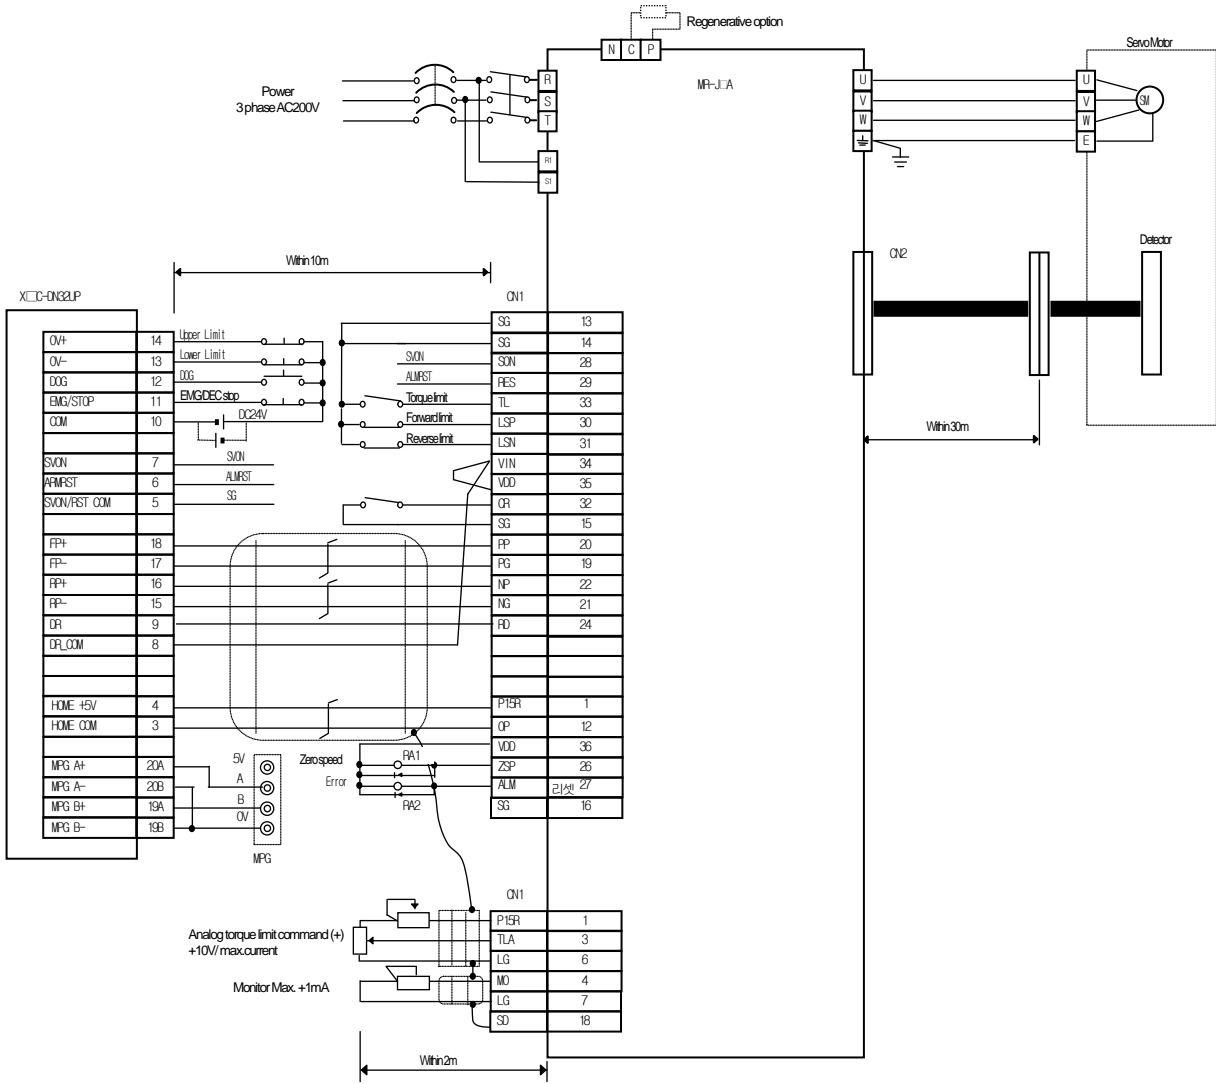 Regenerative option
N C P
Servo Motor
Power
3 phase AC200V
R
S
T
R1
S1
MR-J□A
U
V
W
U
V
W
E
SM
CN2
Detector
Within 10m
Within 30m
X□C-DN32UP
OV+ 14 Upper Limit
OV- 13 Lower Limit
DOG 12 DOG
EMG/STOP 11 EMG/DEC stop
COM 10 DC24V
SVON 7 SVON
ARMRST 6 ALMRST
SVON/RST COM 5 SG
FP+ 18
FP- 17
RP+ 16
RP- 15
DR 9
DR_COM 8
HOME +5V 4
HOME COM 3
MPG A+ 20A
MPG A- 20B
MPG B+ 19A
MPG B- 19B
5V
A
B
0V
MPG
CN1
SG 13
SG 14
SVON SON 28
ALMRST RES 29
Torque limit TL 33
Forward limit LSP 30
Reverse limit LSN 31
VIN 34
VDD 35
CR 32
SG 15
PP 20
PG 19
NP 22
NG 21
RD 24
P15R 1
OP 12
VDD 36
Zero speed RA1 ZSP 26
Error ALM 리셋 27
RA2 SG 16
CN1
P15R 1
TLA 3
LG 6
MO 4
LG 7
SD 18
Analog torque limit command (+)
+10V/ max.current
Monitor Max. +1mA
Within 2m